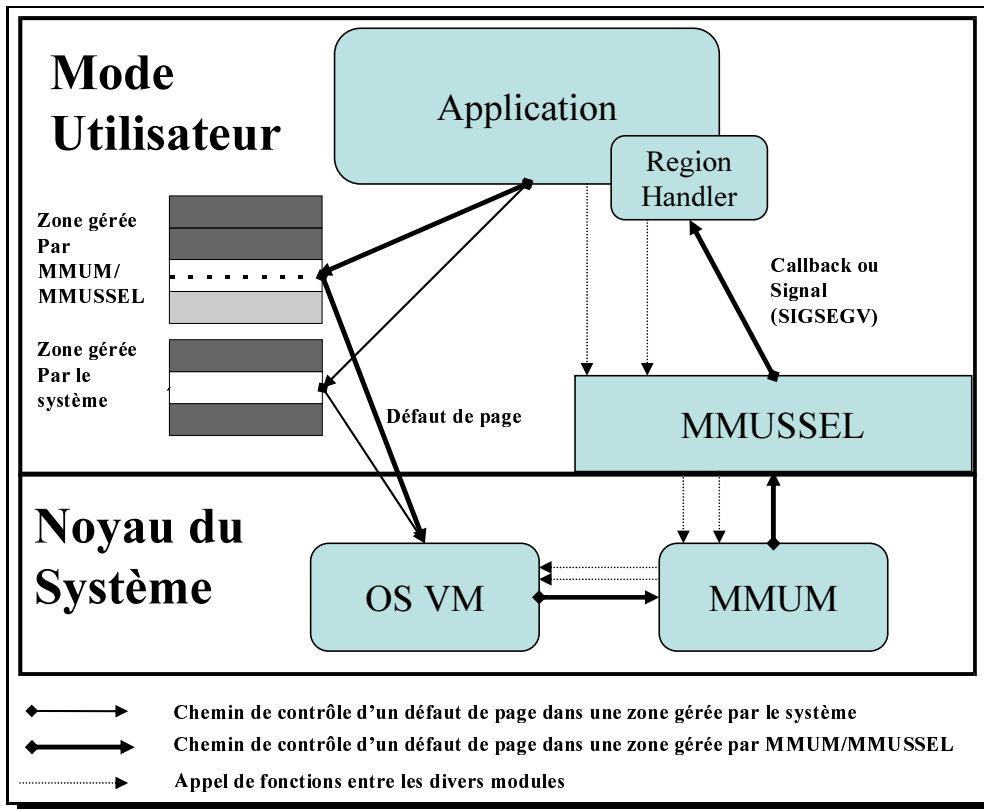 Mode
Utilisateur
Application
Region
Handler
Zone gérée
Par
MMUM/
MMUSSEL
Callback ou
Signal
(SIGSEGV)
Zone gérée
Par le
système
Défaut de page
MMUSSEL
Noyau du
Système
OS VM
MMUM
Chemin de contrôle d'un défaut de page dans une zone gérée par le système
Chemin de contrôle d'un défaut de page dans une zone gérée par MMUM/MMUSSEL
Appel de fonctions entre les divers modules